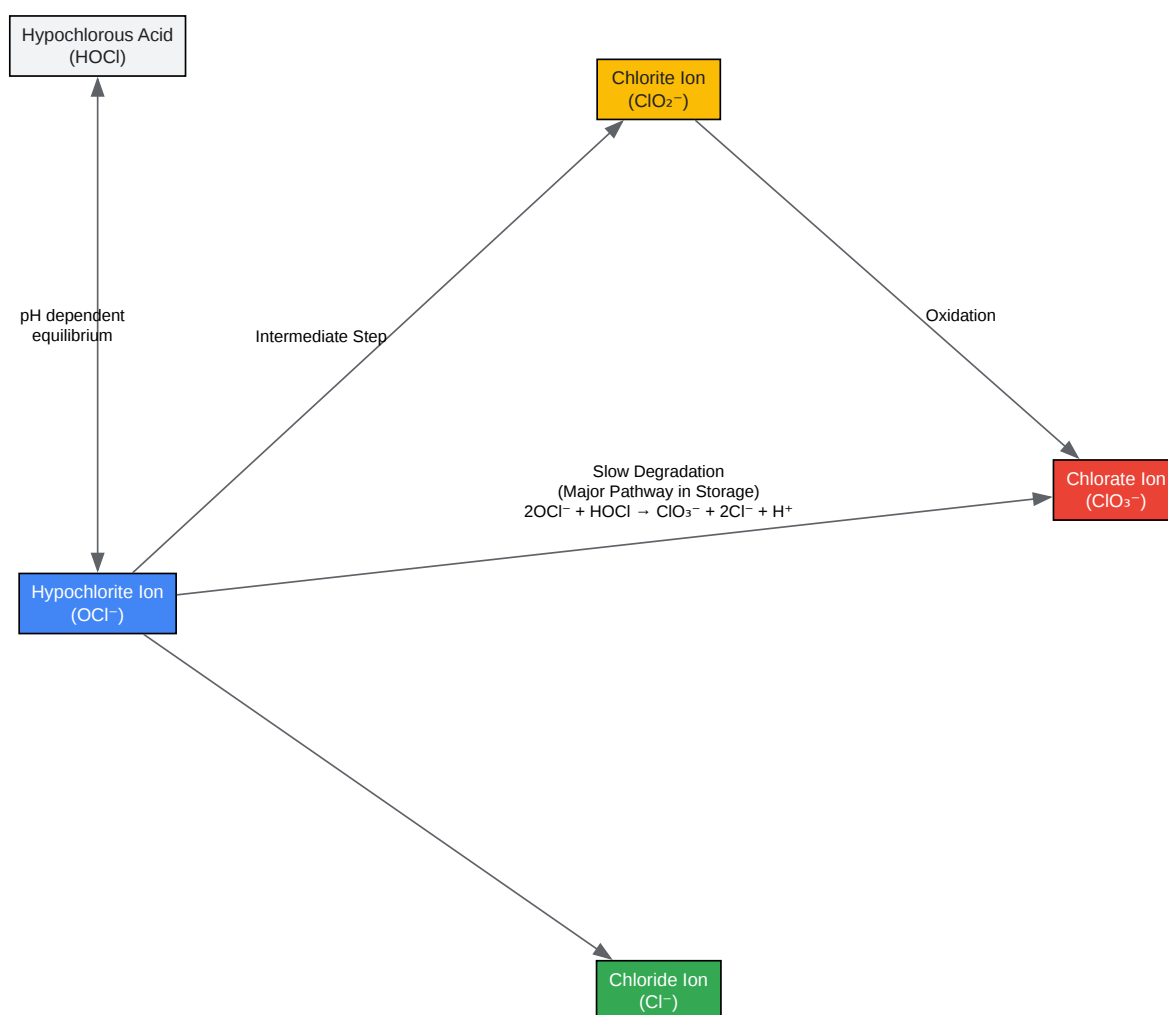 Hypochlorous Acid
(HOCl)
Chlorite Ion
(ClO₂⁻)
pH dependent
equilibrium
Intermediate Step
Oxidation
Slow Degradation
(Major Pathway in Storage)
2OCl⁻ + HOCl → ClO₃⁻ + 2Cl⁻ + H⁺
Chlorate Ion
(ClO₃⁻)
Hypochlorite Ion
(OCl⁻)
Chloride Ion
(Cl⁻)